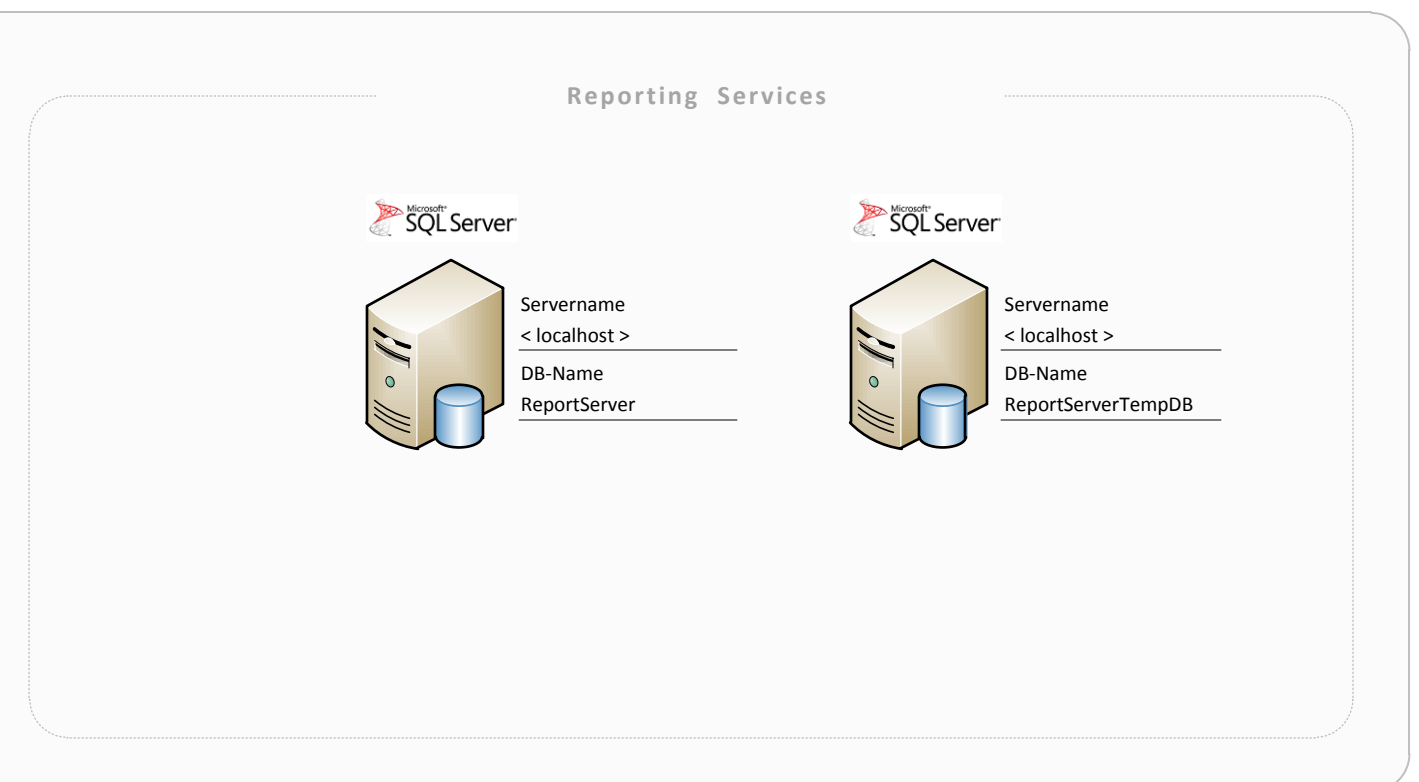 Reporting Services
Microsoft®
SQL Server
Servername
< localhost >
DB-Name
ReportServer
Microsoft®
SQL Server
Servername
< localhost >
DB-Name
ReportServerTempDB